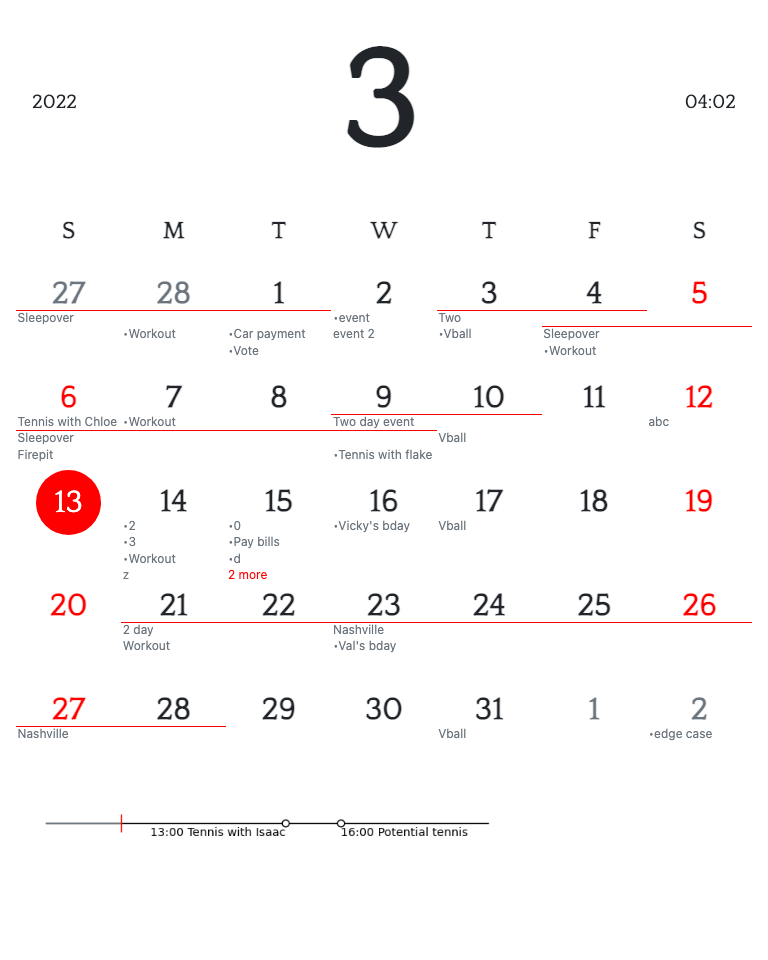 3
2022 04:02
S M T W T F S
27 28 1 2 3 4 5
Sleepover •event Two
•Workout •Car payment event 2 •Vball Sleepover
•Vote •Workout
6 7 8 9 10 11 12
Tennis with Chloe •Workout Two day event abc
Sleepover Vball
Firepit •Tennis with flake
13 14 15 16 17 18 19
•2 •0 •Vicky's bday Vball
•3 •Pay bills
•Workout •d
z 2 more
20 21 22 23 24 25 26
2 day Nashville
Workout •Val's bday
27 28 29 30 31 1 2
Nashville Vball •edge case
13:00 Tennis with Isaac 16:00 Potential tennis